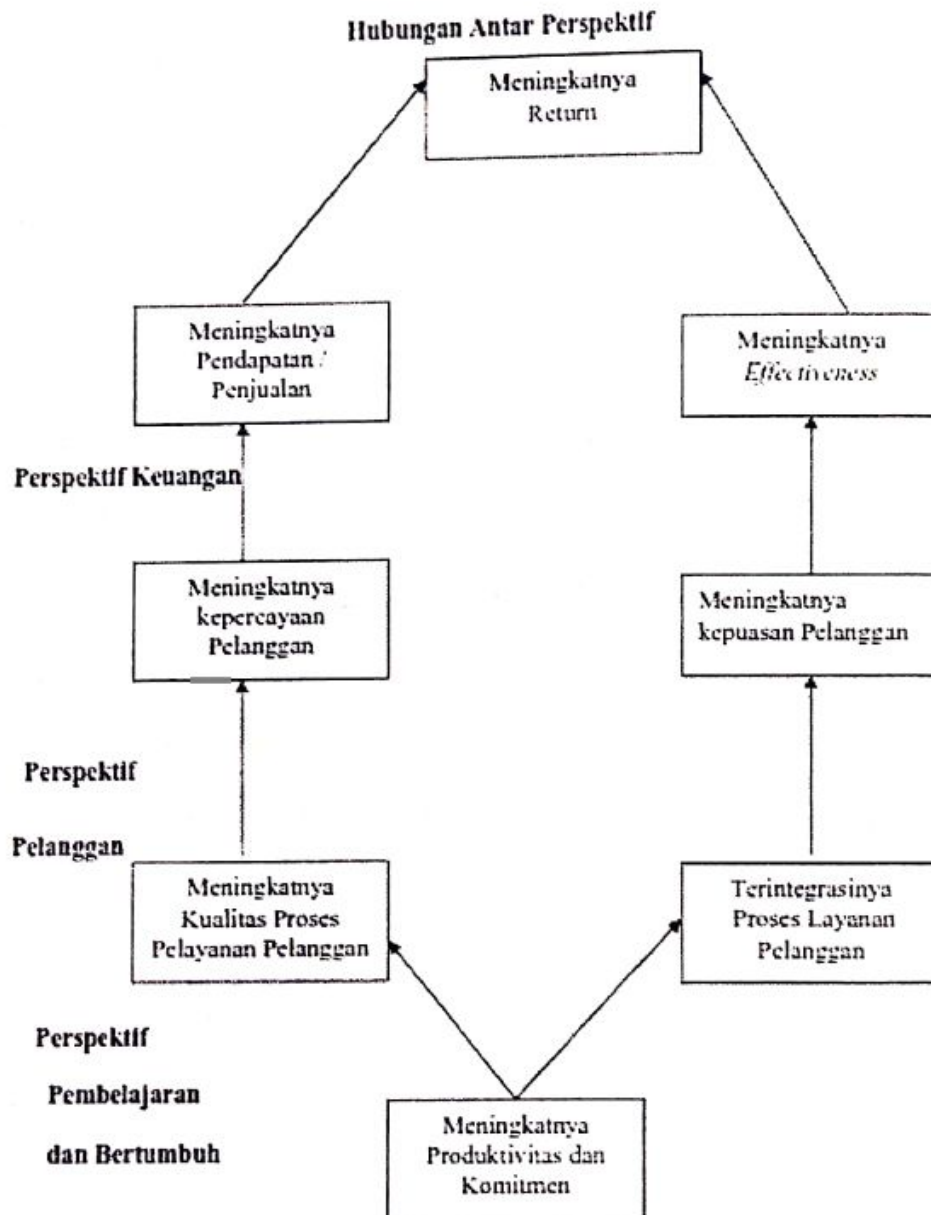 Hubungan Antar Perspektif
Meningkatnya
Return
Meningkatnya
Pendapatan /
Penjualan
Meningkatnya
Effectiveness
Perspektif Keuangan
Meningkatnya
kepercayaan
Pelanggan
Meningkatnya
kepuasan Pelanggan
Perspektif
Pelanggan
Meningkatnya
Kualitas Proses
Pelayanan Pelanggan
Terintegrasinya
Proses Layanan
Pelanggan
Perspektif
Pembelajaran
dan Bertumbuh
Meningkatnya
Produktivitas dan
Komitmen